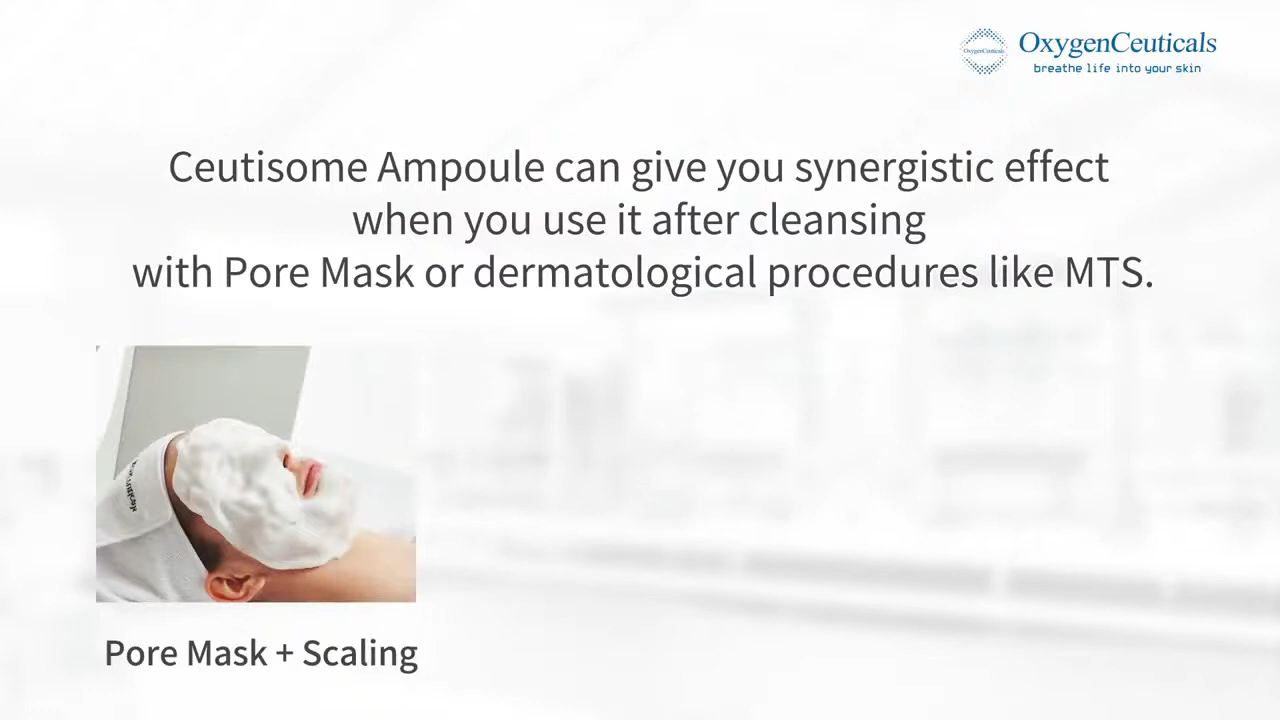 OxygenCeuticals
OxygenCeuticals
breathe life into your skin
Ceutisome Ampoule can give you synergistic effect
when you use it after cleansing
with Pore Mask or dermatological procedures like MTS.
Pore Mask + Scaling